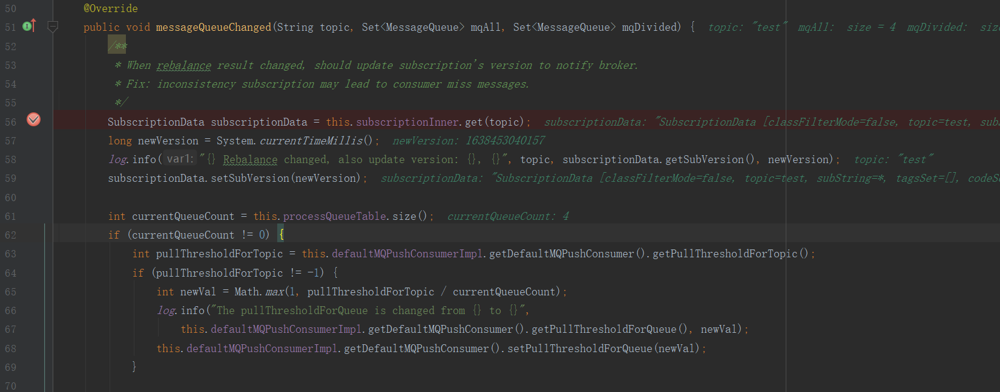 50 @Override
51 public void messageQueueChanged(String topic, Set<MessageQueue> mqAll, Set<MessageQueue> mqDivided) { topic: "test" mqAll: size = 4 mqDivided: siz
52 /**
53 * When rebalance result changed, should update subscription's version to notify broker.
54 * Fix: inconsistency subscription may lead to consumer miss messages.
55 */
56 SubscriptionData subscriptionData = this.subscriptionInner.get(topic); subscriptionData: "SubscriptionData [classFilterMode=false, topic=test, subS
57 long newVersion = System.currentTimeMillis(); newVersion: 1638453040157
58 log.info( var1: "{} Rebalance changed, also update version: {}, {}", topic, subscriptionData.getSubVersion(), newVersion); topic: "test"
59 subscriptionData.setSubVersion(newVersion); subscriptionData: "SubscriptionData [classFilterMode=false, topic=test, subString=*, tagsSet=[], codeS
60
61 int currentQueueCount = this.processQueueTable.size(); currentQueueCount: 4
62 if (currentQueueCount != 0) {
63 int pullThresholdForTopic = this.defaultMQPushConsumerImpl.getDefaultMQPushConsumer().getPullThresholdForTopic();
64 if (pullThresholdForTopic != -1) {
65 int newVal = Math.max(1, pullThresholdForTopic / currentQueueCount);
66 log.info("The pullThresholdForQueue is changed from {} to {}",
67 this.defaultMQPushConsumerImpl.getDefaultMQPushConsumer().getPullThresholdForQueue(), newVal);
68 this.defaultMQPushConsumerImpl.getDefaultMQPushConsumer().setPullThresholdForQueue(newVal);
69 }
70